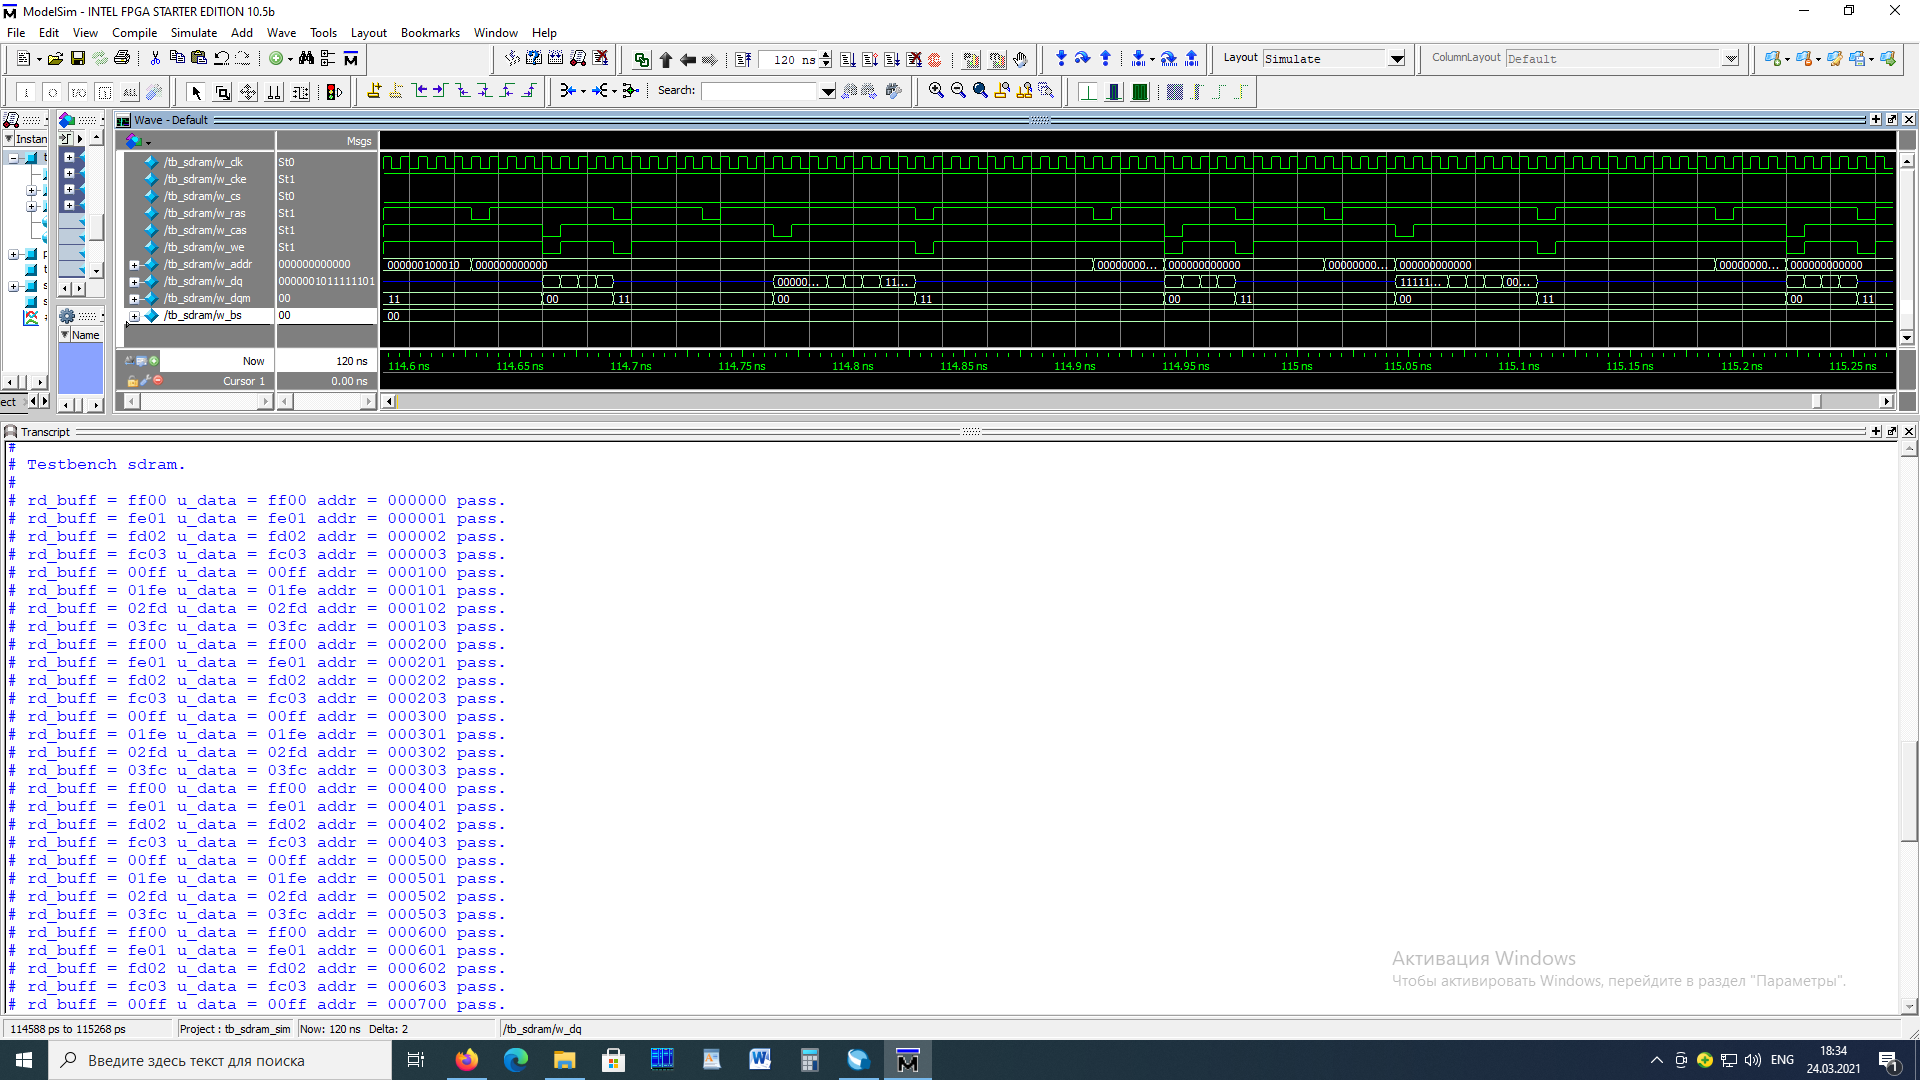 ModelSim - INTEL FPGA STARTER EDITION 10.5b
File Edit View Compile Simulate Add Wave Tools Layout Bookmarks Window Help
120 ns
Layout Simulate
ColumnLayout Default
Search:
Wave - Default
Instan
Msgs
/tb_sdram/w_clk St0
/tb_sdram/w_cke St1
/tb_sdram/w_cs St0
/tb_sdram/w_ras St1
/tb_sdram/w_cas St1
/tb_sdram/w_we St1
/tb_sdram/w_addr 000000000000 000000100010 000000000000 00000000... 000000000000 00000000... 000000000000 00000000... 000000000000
/tb_sdram/w_dq 0000001011111101 00000... 11... 11111... 00...
/tb_sdram/w_dqm 00 11 00 11 00 11 00 11 00 11 00 11
/tb_sdram/w_bs 00 00
Name
Now 120 ns
Cursor 1 0.00 ns
114.6 ns 114.65 ns 114.7 ns 114.75 ns 114.8 ns 114.85 ns 114.9 ns 114.95 ns 115 ns 115.05 ns 115.1 ns 115.15 ns 115.2 ns 115.25 ns
ect
Transcript
#
# Testbench sdram.
#
# rd_buff = ff00 u_data = ff00 addr = 000000 pass.
# rd_buff = fe01 u_data = fe01 addr = 000001 pass.
# rd_buff = fd02 u_data = fd02 addr = 000002 pass.
# rd_buff = fc03 u_data = fc03 addr = 000003 pass.
# rd_buff = 00ff u_data = 00ff addr = 000100 pass.
# rd_buff = 01fe u_data = 01fe addr = 000101 pass.
# rd_buff = 02fd u_data = 02fd addr = 000102 pass.
# rd_buff = 03fc u_data = 03fc addr = 000103 pass.
# rd_buff = ff00 u_data = ff00 addr = 000200 pass.
# rd_buff = fe01 u_data = fe01 addr = 000201 pass.
# rd_buff = fd02 u_data = fd02 addr = 000202 pass.
# rd_buff = fc03 u_data = fc03 addr = 000203 pass.
# rd_buff = 00ff u_data = 00ff addr = 000300 pass.
# rd_buff = 01fe u_data = 01fe addr = 000301 pass.
# rd_buff = 02fd u_data = 02fd addr = 000302 pass.
# rd_buff = 03fc u_data = 03fc addr = 000303 pass.
# rd_buff = ff00 u_data = ff00 addr = 000400 pass.
# rd_buff = fe01 u_data = fe01 addr = 000401 pass.
# rd_buff = fd02 u_data = fd02 addr = 000402 pass.
# rd_buff = fc03 u_data = fc03 addr = 000403 pass.
# rd_buff = 00ff u_data = 00ff addr = 000500 pass.
# rd_buff = 01fe u_data = 01fe addr = 000501 pass.
# rd_buff = 02fd u_data = 02fd addr = 000502 pass.
# rd_buff = 03fc u_data = 03fc addr = 000503 pass.
# rd_buff = ff00 u_data = ff00 addr = 000600 pass.
# rd_buff = fe01 u_data = fe01 addr = 000601 pass.
# rd_buff = fd02 u_data = fd02 addr = 000602 pass.
# rd_buff = fc03 u_data = fc03 addr = 000603 pass.
# rd_buff = 00ff u_data = 00ff addr = 000700 pass.
Активация Windows
Чтобы активировать Windows, перейдите в раздел "Параметры".
114588 ps to 115268 ps Project : tb_sdram_sim Now: 120 ns Delta: 2 /tb_sdram/w_dq
Введите здесь текст для поиска
ENG
18:34
24.03.2021
1